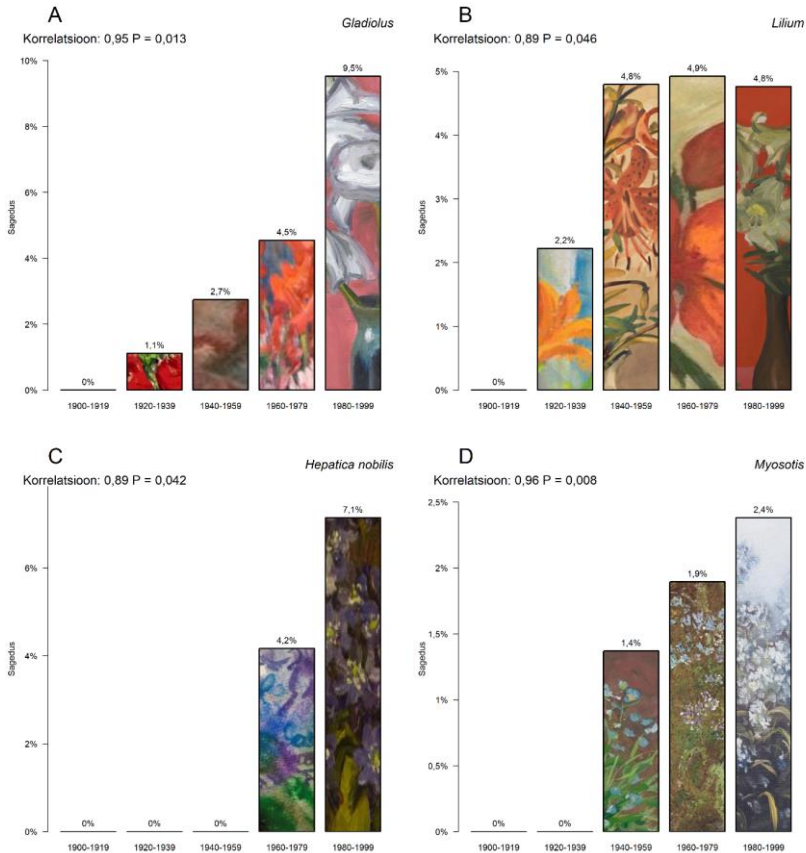 A
Gladiolus
Korrelatsioon: 0,95 P = 0,013
Sagedus
10%
8%
6%
4%
2%
0%
0%
1,1%
2,7%
4,5%
9,5%
1900-1919 1920-1939 1940-1959 1960-1979 1980-1999
B
Lilium
Korrelatsioon: 0,89 P = 0,046
Sagedus
5%
4%
3%
2%
1%
0%
0%
2,2%
4,8%
4,9%
4,8%
1900-1919 1920-1939 1940-1959 1960-1979 1980-1999
C
Hepatica nobilis
Korrelatsioon: 0,89 P = 0,042
Sagedus
6%
4%
2%
0%
0%
0%
0%
4,2%
7,1%
1900-1919 1920-1939 1940-1959 1960-1979 1980-1999
D
Myosotis
Korrelatsioon: 0,96 P = 0,008
Sagedus
2,5%
2%
1,5%
1%
0,5%
0%
0%
0%
1,4%
1,9%
2,4%
1900-1919 1920-1939 1940-1959 1960-1979 1980-1999